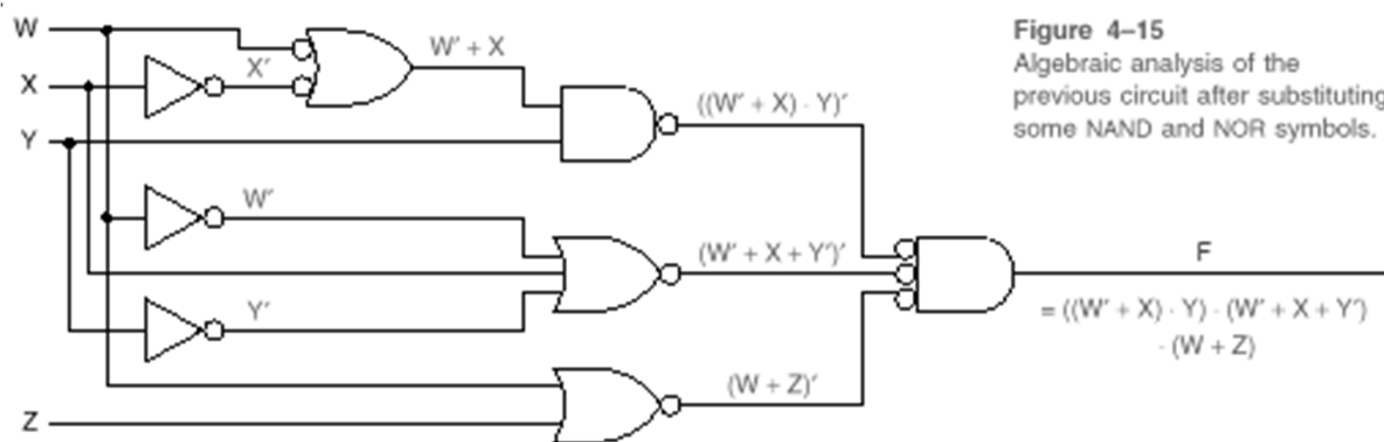 W
X
Y
Z
X′
W′ + X
((W′ + X) · Y)′
W′
(W′ + X + Y′)′
Y′
(W + Z)′
F
= ((W′ + X) · Y) · (W′ + X + Y′)
· (W + Z)
Figure 4–15
Algebraic analysis of the
previous circuit after substituting
some NAND and NOR symbols.